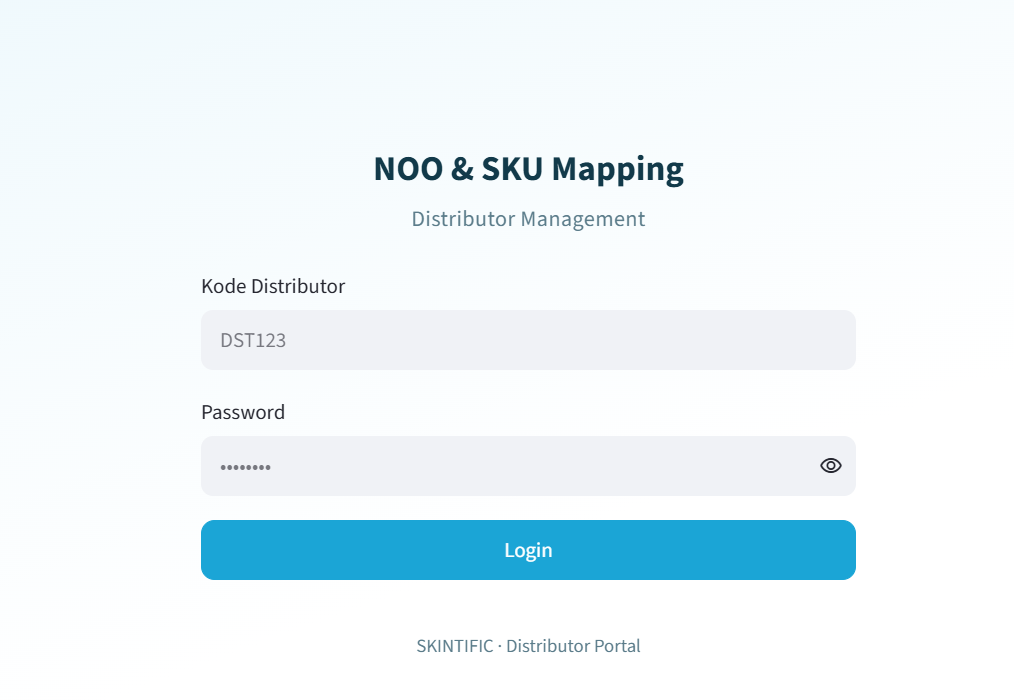 NOO & SKU Mapping
Distributor Management
Kode Distributor
DST123
Password
••••••••
Login
SKINTIFIC · Distributor Portal